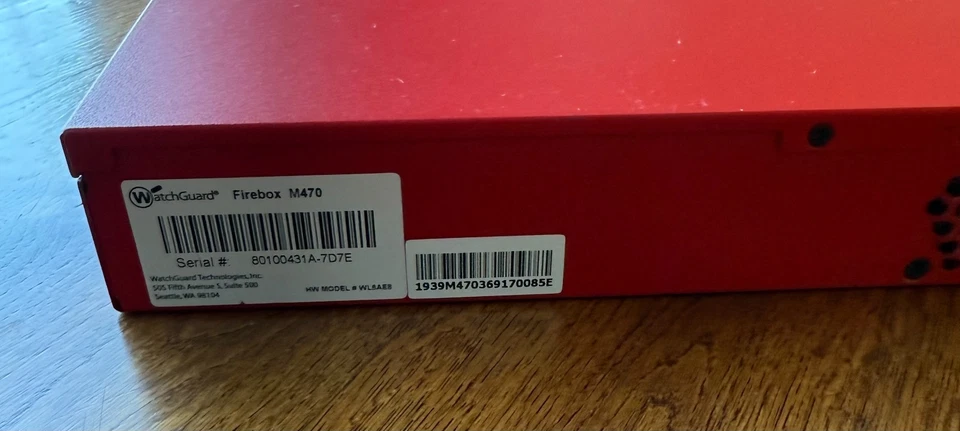 WatchGuard® Firebox M470
Serial #: 80100431A-7D7E
WatchGuard Technologies, Inc.
505 Fifth Avenue S, Suite 500
Seattle, WA 98104
HW MODEL # WL8AE8
1939M470369170085E